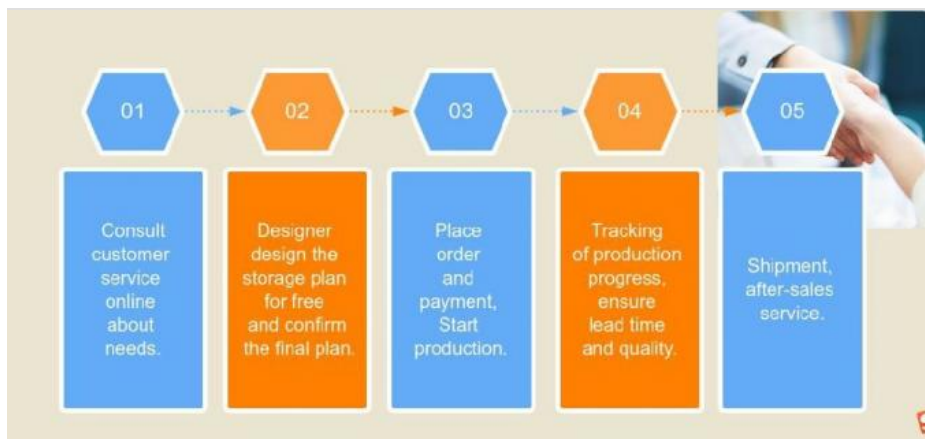 01
02
03
04
05
Consult
customer
service
online
about
needs.
Designer
design the
storage plan
for free
and confirm
the final plan.
Place
order
and
payment,
Start
production.
Tracking
of production
progress,
ensure
lead time
and quality.
Shipment,
after-sales
service.